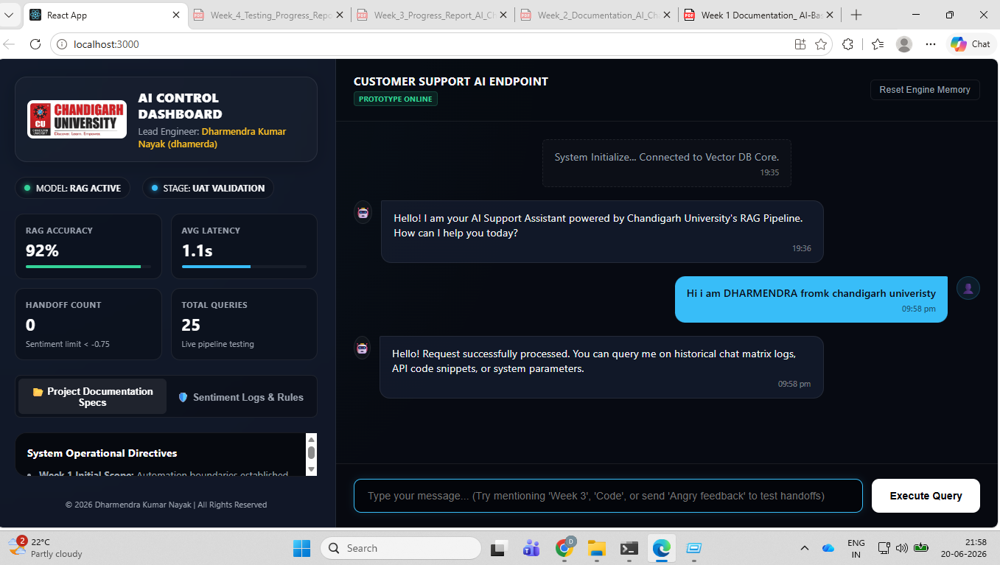 React App
Week_4_Testing_Progress_Repo
Week_3_Progress_Report_AI_Ch
Week_2_Documentation_AI_Cha
Week 1 Documentation_ AI-Bas
localhost:3000
Chat
CHANDIGARH
UNIVERSITY
Discover. Learn. Empower.
CU
CHANDIGARH
UNIVERSITY
AI CONTROL
DASHBOARD
Lead Engineer: Dharmendra Kumar
Nayak (dhamerda)
MODEL: RAG ACTIVE
STAGE: UAT VALIDATION
RAG ACCURACY
92%
AVG LATENCY
1.1s
HANDOFF COUNT
0
Sentiment limit < -0.75
TOTAL QUERIES
25
Live pipeline testing
Project Documentation
Specs
Sentiment Logs & Rules
System Operational Directives
Week 1 Initial Scope: Automation boundaries established
© 2026 Dharmendra Kumar Nayak | All Rights Reserved
CUSTOMER SUPPORT AI ENDPOINT
PROTOTYPE ONLINE
Reset Engine Memory
System Initialize... Connected to Vector DB Core.
19:35
Hello! I am your AI Support Assistant powered by Chandigarh University's RAG Pipeline.
How can I help you today?
19:36
Hi i am DHARMENDRA fromk chandigarh univeristy
09:58 pm
Hello! Request successfully processed. You can query me on historical chat matrix logs,
API code snippets, or system parameters.
09:58 pm
Type your message... (Try mentioning 'Week 3', 'Code', or send 'Angry feedback' to test handoffs)
Execute Query
2
22°C
Partly cloudy
Search
D
ENG
IN
21:58
20-06-2026